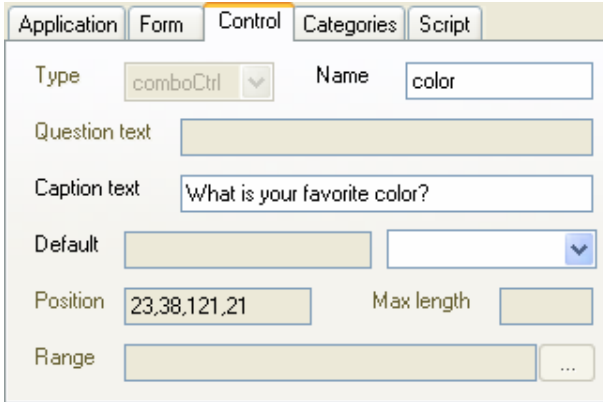 Application Form Control Categories Script
Type comboCtrl Name color
Question text
Caption text What is your favorite color?
Default
Position 23,38,121,21 Max length
Range ...